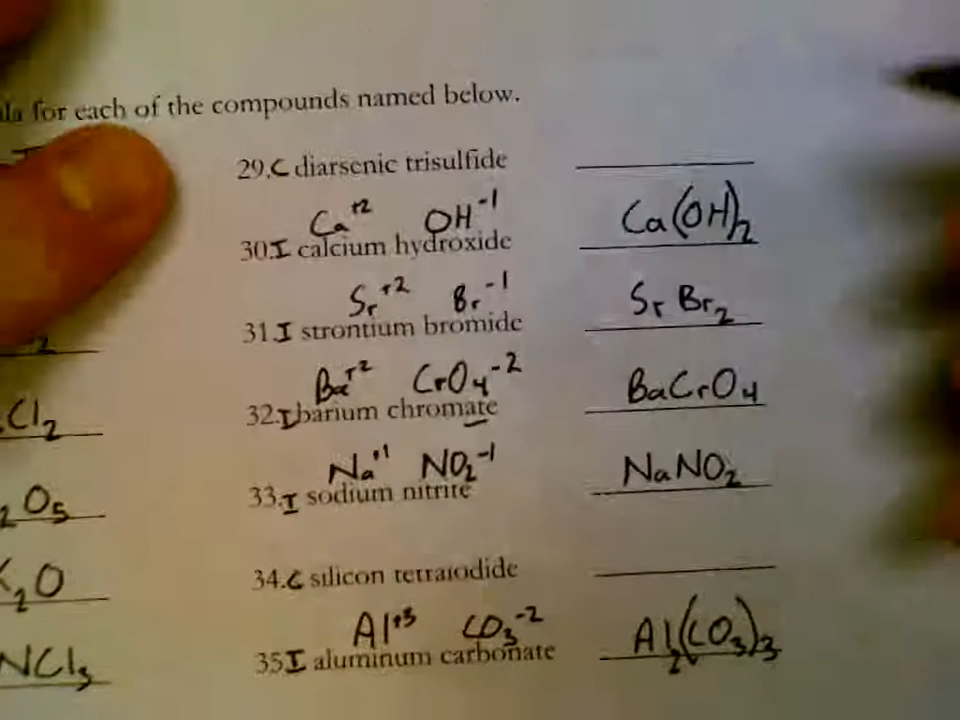 for each of the compounds named below.
29. C diarsenic trisulfide
Ca+2 OH-1 Ca(OH)2
30. I calcium hydroxide
Sr+2 Br-1 SrBr2
31. I strontium bromide
Ba+2 CrO4-2 BaCrO4
32. I barium chromate
Cl2
Na+1 NO2-1 NaNO2
33. I sodium nitrite
2O5
34. C silicon tetraiodide
2O
Al+3 CO3-2 Al2(CO3)3
35 I aluminum carbonate
NCl3